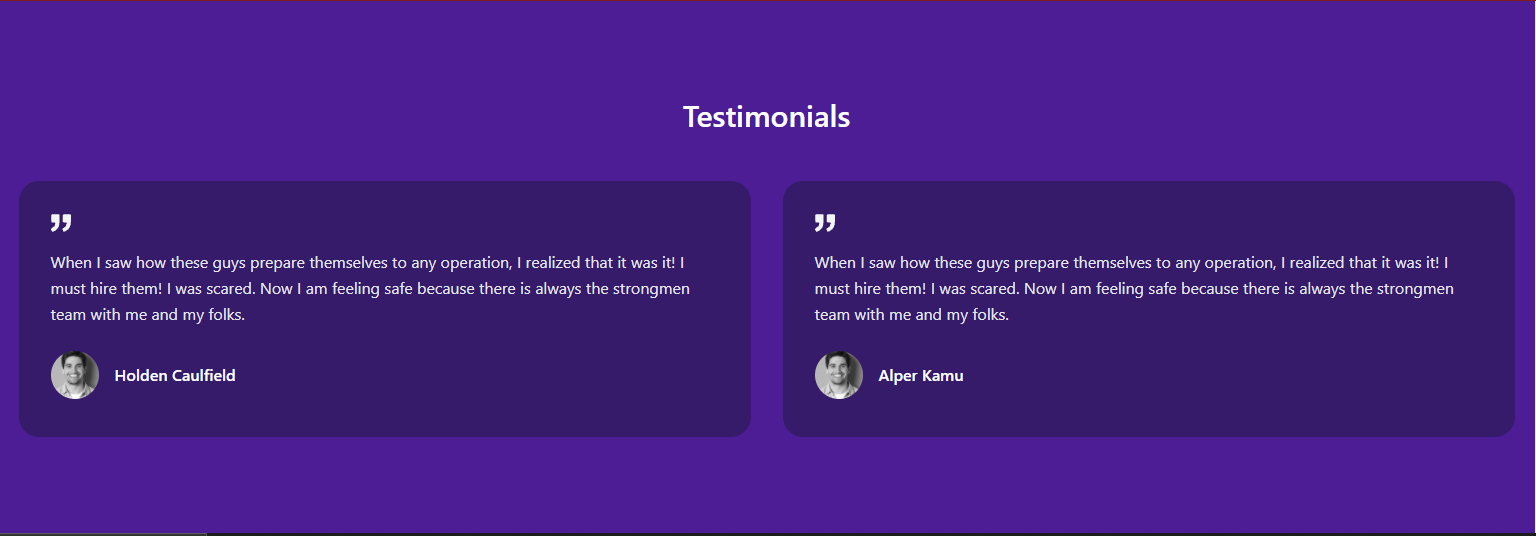 Testimonials
When I saw how these guys prepare themselves to any operation, I realized that it was it! I
must hire them! I was scared. Now I am feeling safe because there is always the strongmen
team with me and my folks.
Holden Caulfield
When I saw how these guys prepare themselves to any operation, I realized that it was it! I
must hire them! I was scared. Now I am feeling safe because there is always the strongmen
team with me and my folks.
Alper Kamu